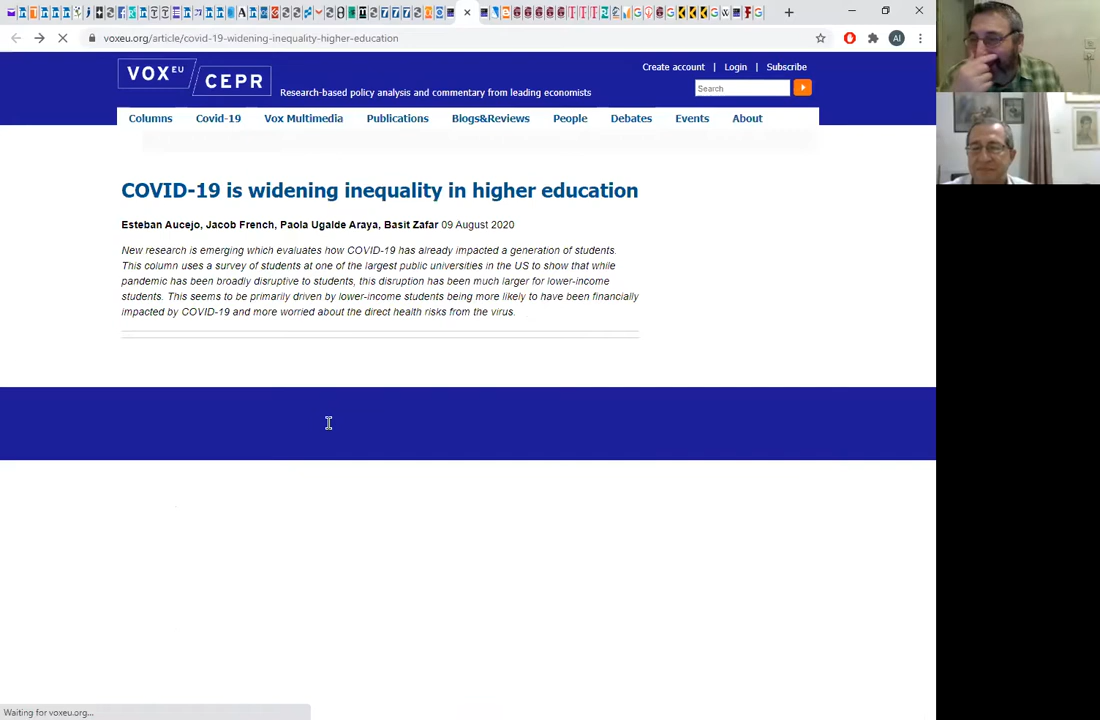 voxeu.org/article/covid-19-widening-inequality-higher-education
AI
VOX EU
CEPR
Research-based policy analysis and commentary from leading economists
Create account | Login | Subscribe
Search
Columns Covid-19 Vox Multimedia Publications Blogs&Reviews People Debates Events About
COVID-19 is widening inequality in higher education
Esteban Aucejo, Jacob French, Paola Ugalde Araya, Basit Zafar 09 August 2020
New research is emerging which evaluates how COVID-19 has already impacted a generation of students.
This column uses a survey of students at one of the largest public universities in the US to show that while
pandemic has been broadly disruptive to students, this disruption has been much larger for lower-income
students. This seems to be primarily driven by lower-income students being more likely to have been financially
impacted by COVID-19 and more worried about the direct health risks from the virus.
Waiting for voxeu.org...